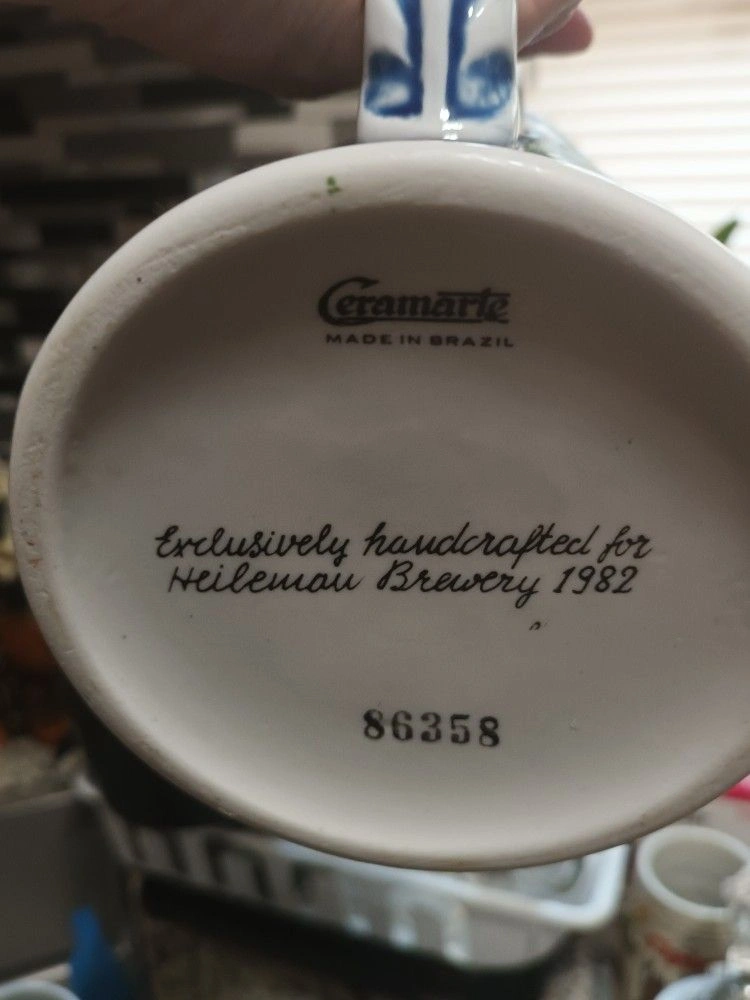 Ceramarte
MADE IN BRAZIL
Exclusively handcrafted for
Heileman Brewery 1982
86358